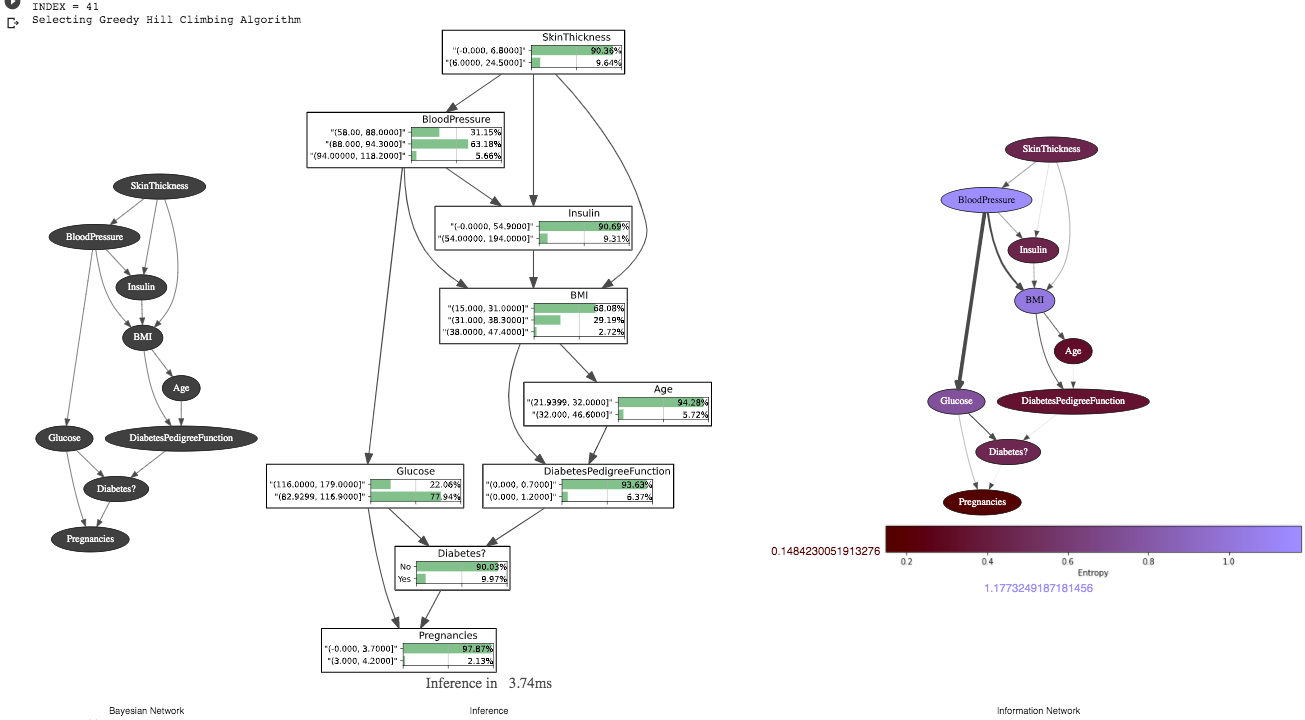 INDEX = 41
Selecting Greedy Hill Climbing Algorithm
SkinThickness
BloodPressure
Insulin
BMI
Age
Glucose
DiabetesPedigreeFunction
Diabetes?
Pregnancies
Bayesian Network
SkinThickness
"(-0.000, 6.8000]" 90.36%
"(6.0000, 24.5000]" 9.64%
BloodPressure
"(58.00, 88.0000]" 31.15%
"(88.000, 94.3000]" 63.18%
"(94.00000, 118.2000]" 5.66%
Insulin
"(-0.0000, 54.9000]" 90.69%
"(54.00000, 194.0000]" 9.31%
BMI
"(15.000, 31.0000]" 68.08%
"(31.000, 38.3000]" 29.19%
"(38.0000, 47.4000]" 2.72%
Age
"(21.9399, 32.0000]" 94.28%
"(32.000, 46.6000]" 5.72%
Glucose
"(116.0000, 179.0000]" 22.06%
"(82.9299, 116.9000]" 77.94%
DiabetesPedigreeFunction
"(0.000, 0.7000]" 93.63%
"(0.000, 1.2000]" 6.37%
Diabetes?
No 90.03%
Yes 9.97%
Pregnancies
"(-0.000, 3.7000]" 97.87%
"(3.000, 4.2000]" 2.13%
Inference in 3.74ms
Inference
SkinThickness
BloodPressure
Insulin
BMI
Age
Glucose
DiabetesPedigreeFunction
Diabetes?
Pregnancies
0.1484230051913276
0.2 0.4 0.6 0.8 1.0
Entropy
1.1773249187181456
Information Network